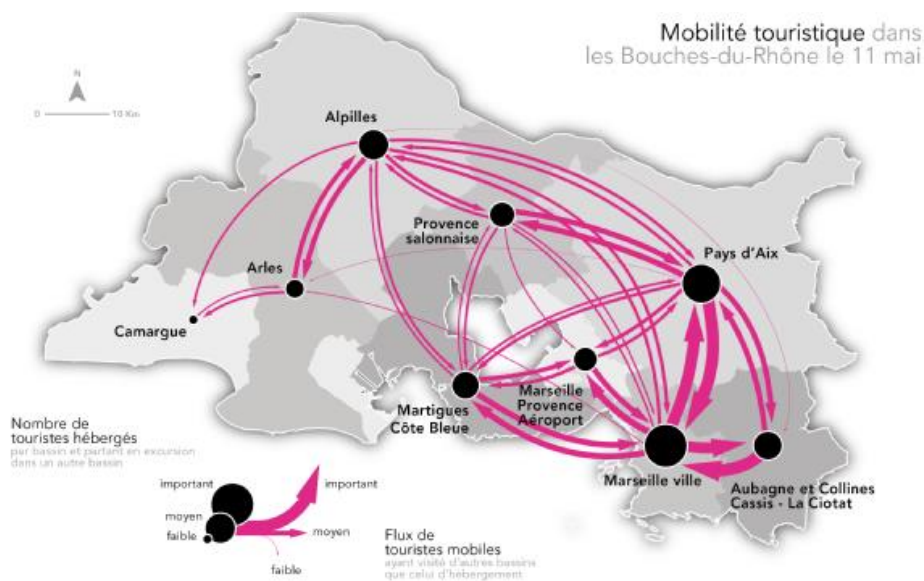 Mobilité touristique dans
les Bouches-du-Rhône le 11 mai
N
0
10 Km
Alpilles
Provence
salonnaise
Pays d'Aix
Arles
Camargue
Martigues
Côte Bleue
Marseille
Provence
Aéroport
Marseille ville
Aubagne et Collines
Cassis - La Ciotat
Nombre de
touristes hébergés
par bassin et partant en excursion
dans un autre bassin
important
moyen
faible
important
moyen
faible
Flux de
touristes mobiles
ayant visité d'autres bassins
que celui d'hébergement